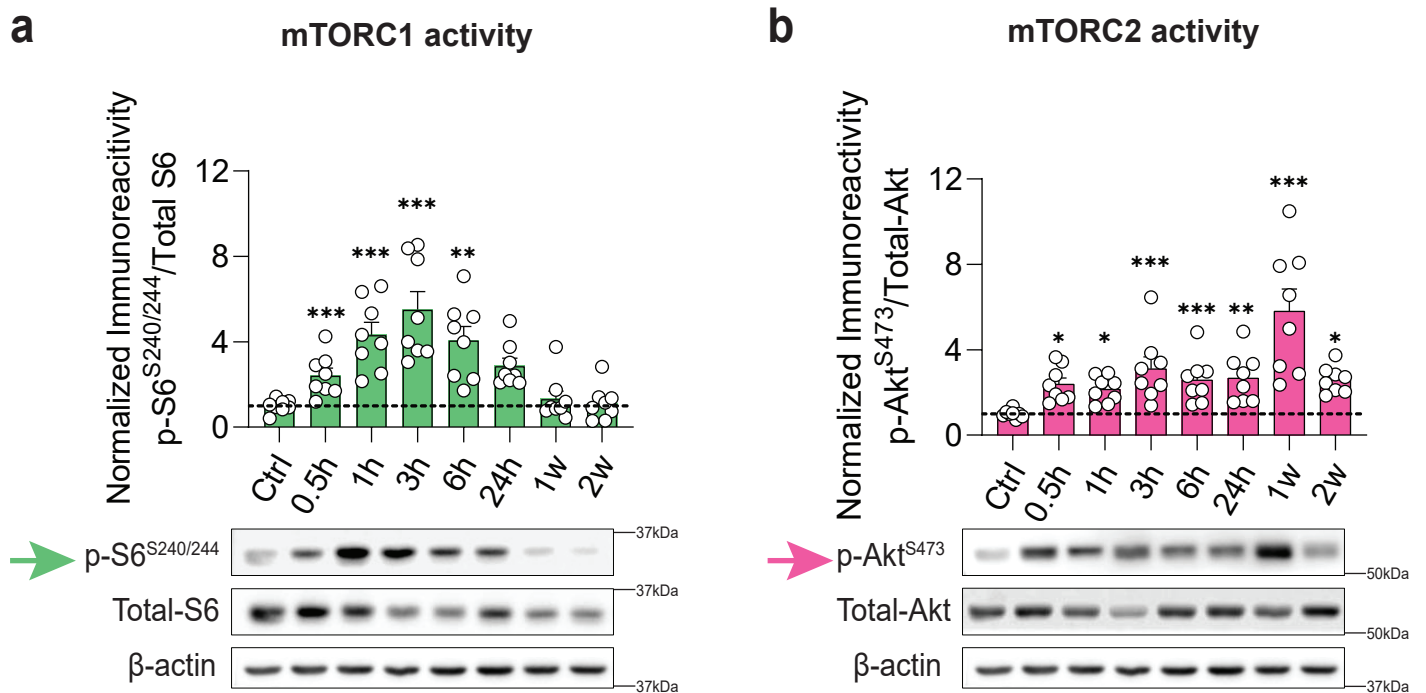 a
mTORC1 activity
Normalized Immunoreacitivity
p-S6S240/244/Total S6
12
8
4
0
***
***
***
**
Ctrl
0.5h
1h
3h
6h
24h
1w
2w
p-S6S240/244
37kDa
Total-S6
37kDa
β-actin
37kDa
b
mTORC2 activity
Normalized Immunoreactivity
p-AktS473/Total-Akt
12
8
4
0
*
*
***
***
**
***
*
Ctrl
0.5h
1h
3h
6h
24h
1w
2w
p-AktS473
50kDa
Total-Akt
50kDa
β-actin
37kDa